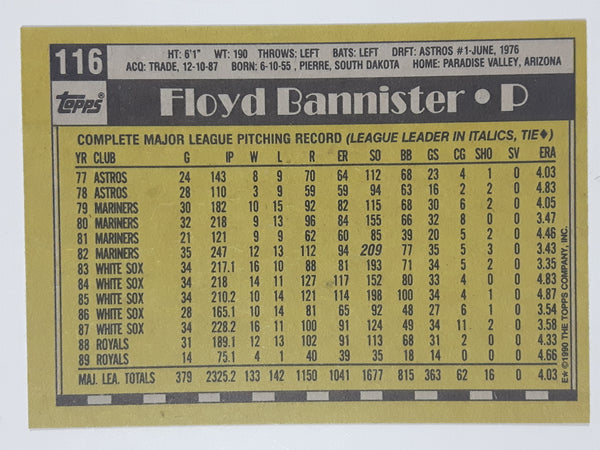 116
HT: 6'1" WT: 190 THROWS: LEFT BATS: LEFT DRFT: ASTROS #1-JUNE, 1976
ACQ: TRADE, 12-10-87 BORN: 6-10-55, PIERRE, SOUTH DAKOTA HOME: PARADISE VALLEY, ARIZONA
Topps
Floyd Bannister • P
COMPLETE MAJOR LEAGUE PITCHING RECORD (LEAGUE LEADER IN ITALICS, TIE♦)
YR CLUB G IP W L R ER SO BB GS CG SHO SV ERA
77 ASTROS 24 143 8 9 70 64 112 68 23 4 1 0 4.03
78 ASTROS 28 110 3 9 59 59 94 63 16 2 2 0 4.83
79 MARINERS 30 182 10 15 92 82 115 68 30 6 2 0 4.05
80 MARINERS 32 218 9 13 96 84 155 66 32 8 0 0 3.47
81 MARINERS 21 121 9 9 62 60 85 39 20 5 2 0 4.46
82 MARINERS 35 247 12 13 112 94 209 77 35 5 3 0 3.43
83 WHITE SOX 34 217.1 16 10 88 81 193 71 34 5 2 0 3.35
84 WHITE SOX 34 218 14 11 127 117 152 80 33 4 0 0 4.83
85 WHITE SOX 34 210.2 10 14 121 114 198 100 34 4 1 0 4.87
86 WHITE SOX 28 165.1 10 14 81 65 92 48 27 6 1 0 3.54
87 WHITE SOX 34 228.2 16 11 100 91 124 49 34 11 2 0 3.58
88 ROYALS 31 189.1 12 13 102 91 113 68 31 2 0 0 4.33
89 ROYALS 14 75.1 4 1 40 39 35 18 14 0 0 0 4.66
MAJ. LEA. TOTALS 379 2325.2 133 142 1150 1041 1677 815 363 62 16 0 4.03
E* ©1990 THE TOPPS COMPANY, INC.